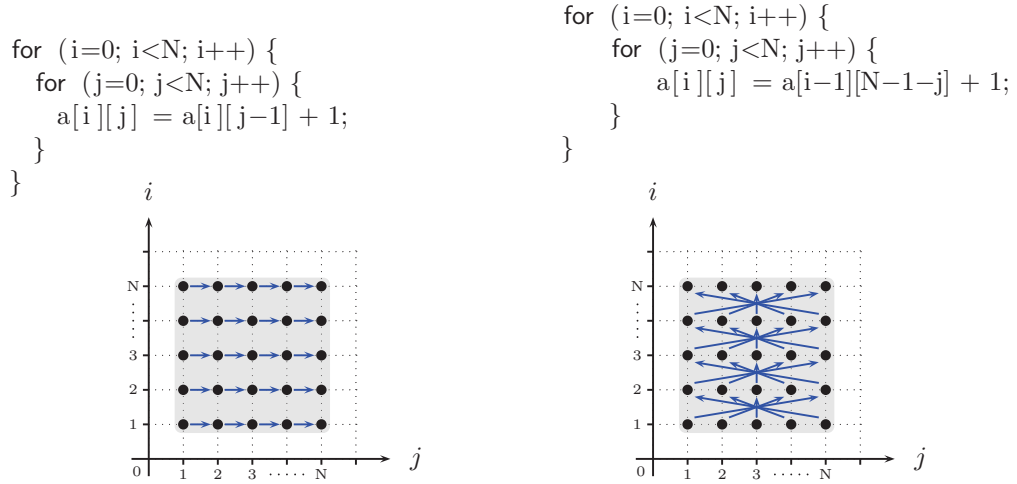 for (i=0; i<N; i++) {
for (j=0; j<N; j++) {
a[i][j] = a[i][j−1] + 1;
}
}
i
N
3
2
1
0
1 2 3 ..... N
j
for (i=0; i<N; i++) {
for (j=0; j<N; j++) {
a[i][j] = a[i−1][N−1−j] + 1;
}
}
i
N
3
2
1
0
1 2 3 ..... N
j